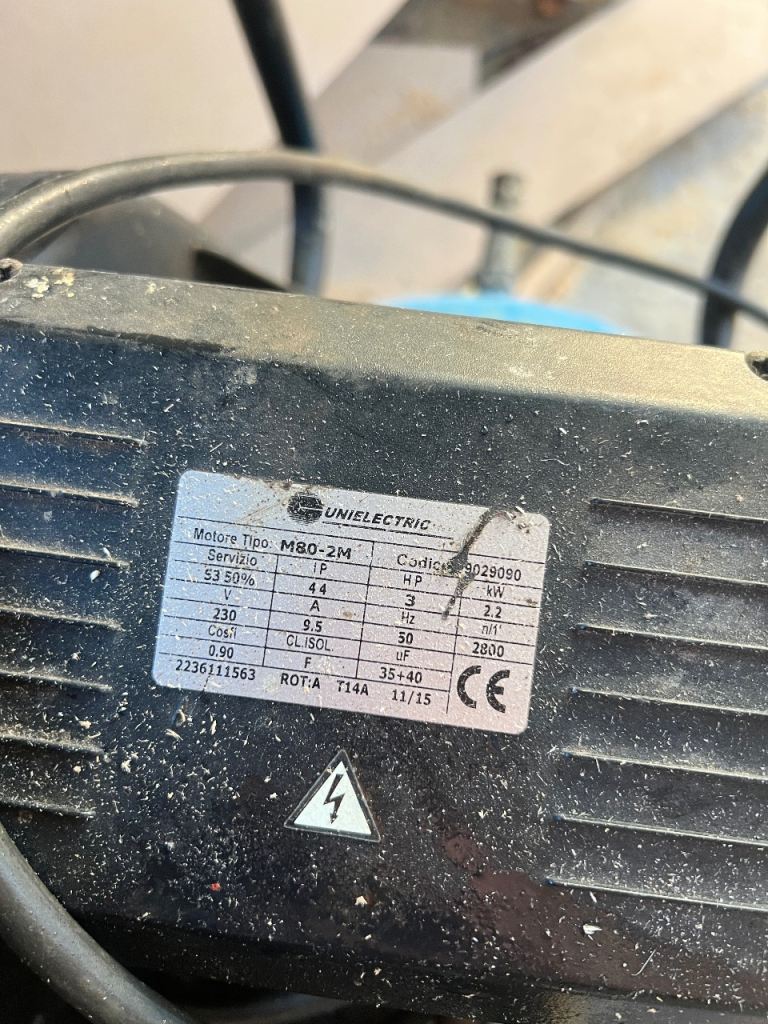 UNIELECTRIC
Motore Tipo: M80-2M Codice 9029090
Servizio IP HP kW
S3 50% 44 3 2.2
V A Hz n/1'
230 9.5 50 2800
Cosfi CL.ISOL. uF
0.90 F 35+40 CE
2236111563 ROT:A T14A 11/15